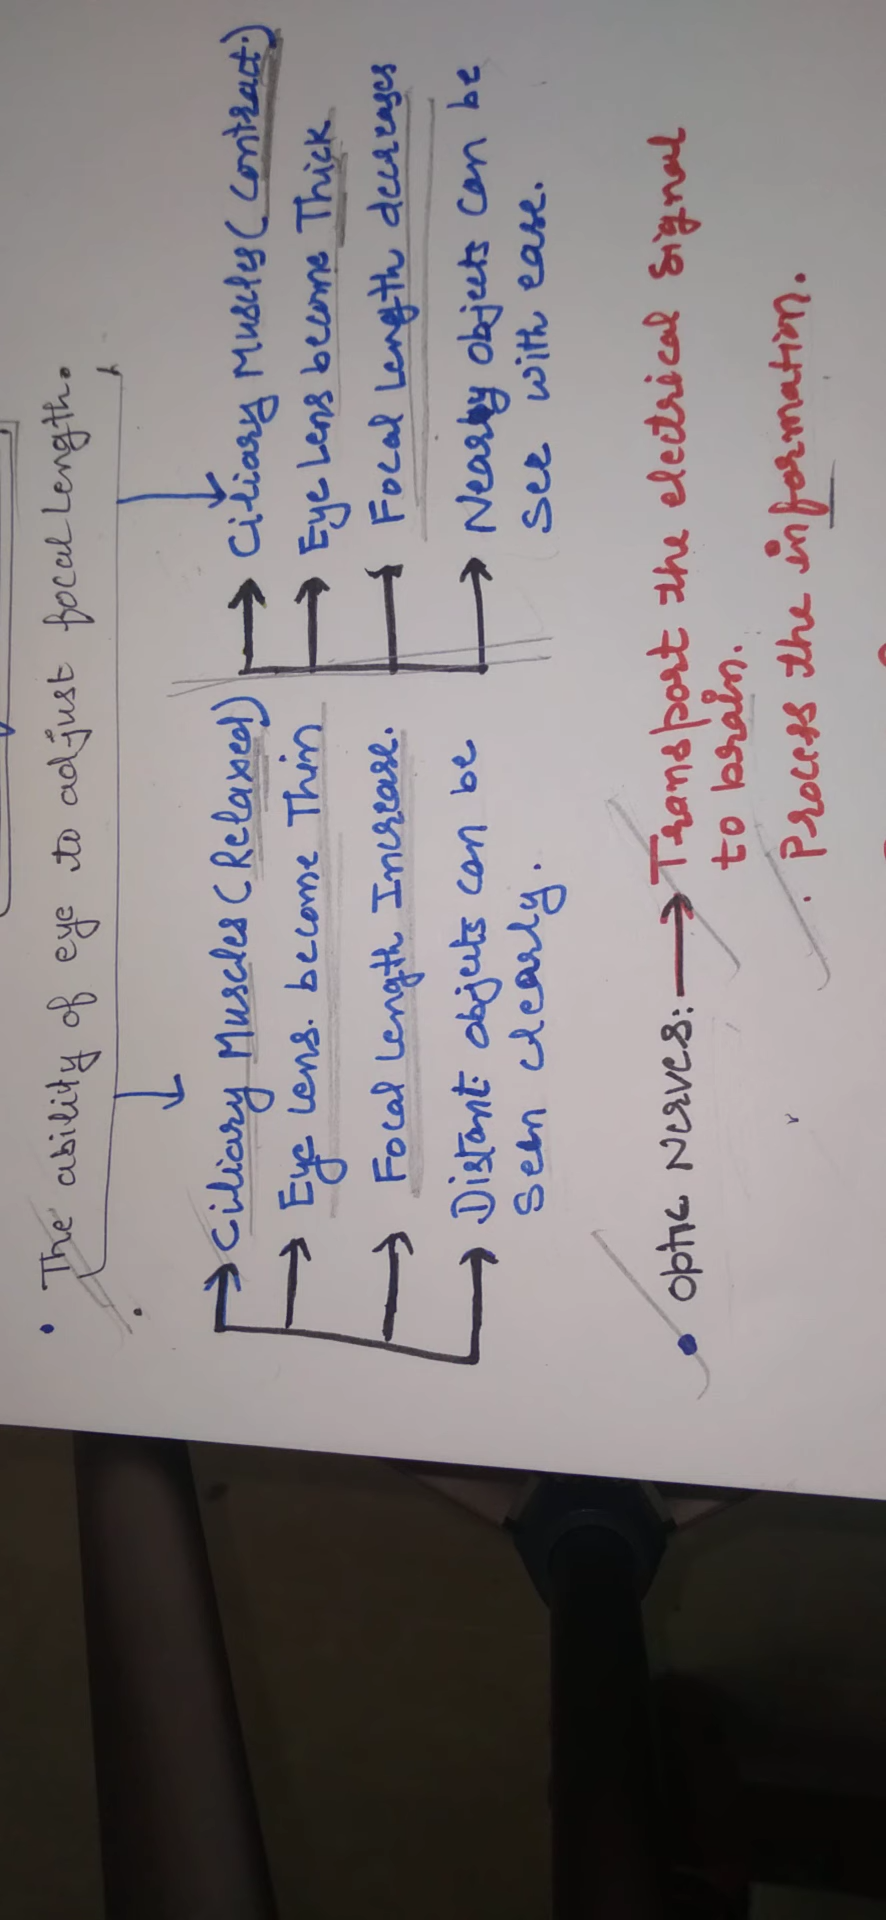 • The ability of eye to adjust focal length.
Ciliary Muscles (Relaxed)
Eye lens. become Thin
Focal length Increase.
Distant objects can be
Seen clearly.
Ciliary Muscles (Contract.)
Eye Lens become Thick
Focal length decreases
Nearby objects can be
See with ease.
• Optic Nerves:→ Transport the electrical signal
to brain.
. Process the information.